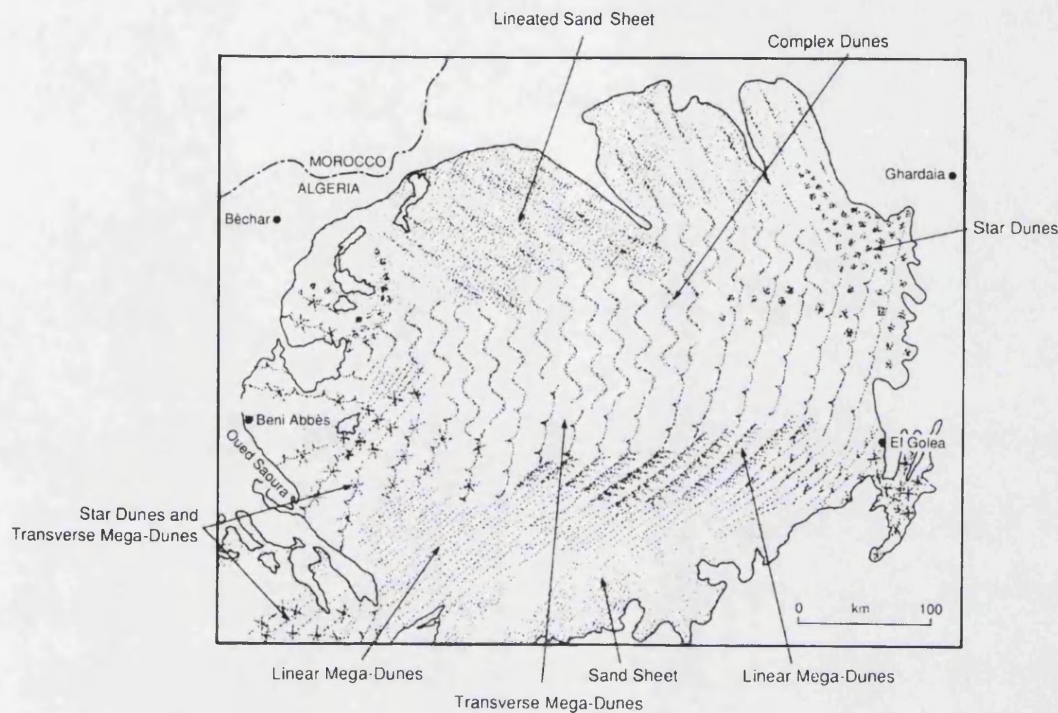 Lineated Sand Sheet
Complex Dunes
MOROCCO
ALGERIA
Ghardaia
Bèchar
Star Dunes
Beni Abbès
El Golea
Oued Saoura
Star Dunes and
Transverse Mega-Dunes
0 km 100
Linear Mega-Dunes
Sand Sheet
Linear Mega-Dunes
Transverse Mega-Dunes